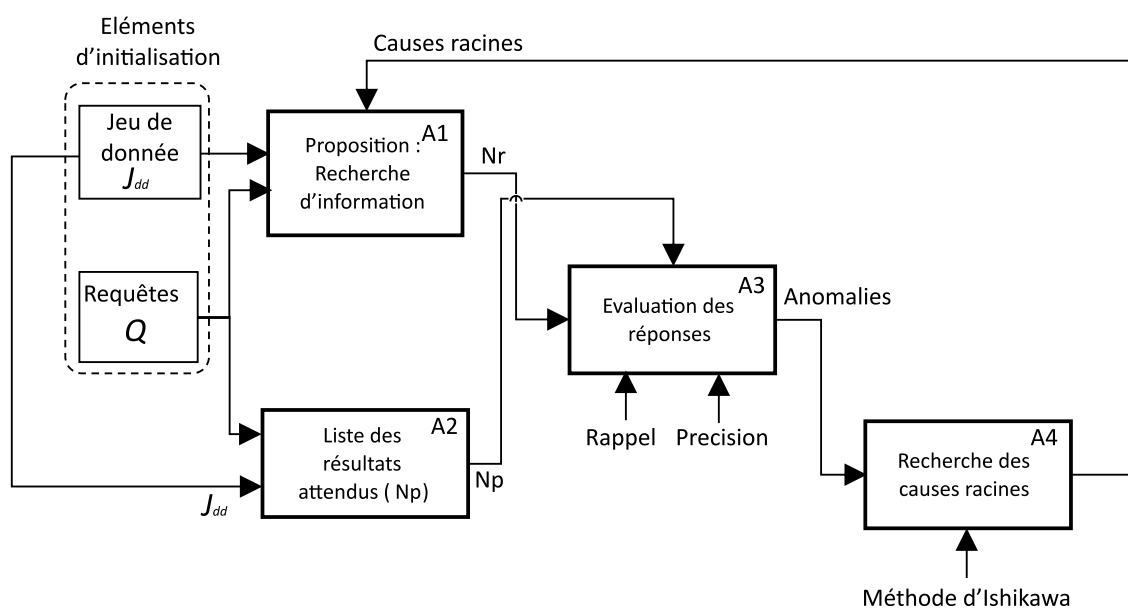 Eléments
d'initialisation
Causes racines
Jeu de
donnée
Jdd
A1
Proposition :
Recherche
d'information
Nr
Requêtes
Q
A3
Evaluation des
réponses
Anomalies
Rappel
Precision
A2
Liste des
résultats
attendus ( Np)
Np
Jdd
A4
Recherche des
causes racines
Méthode d'Ishikawa